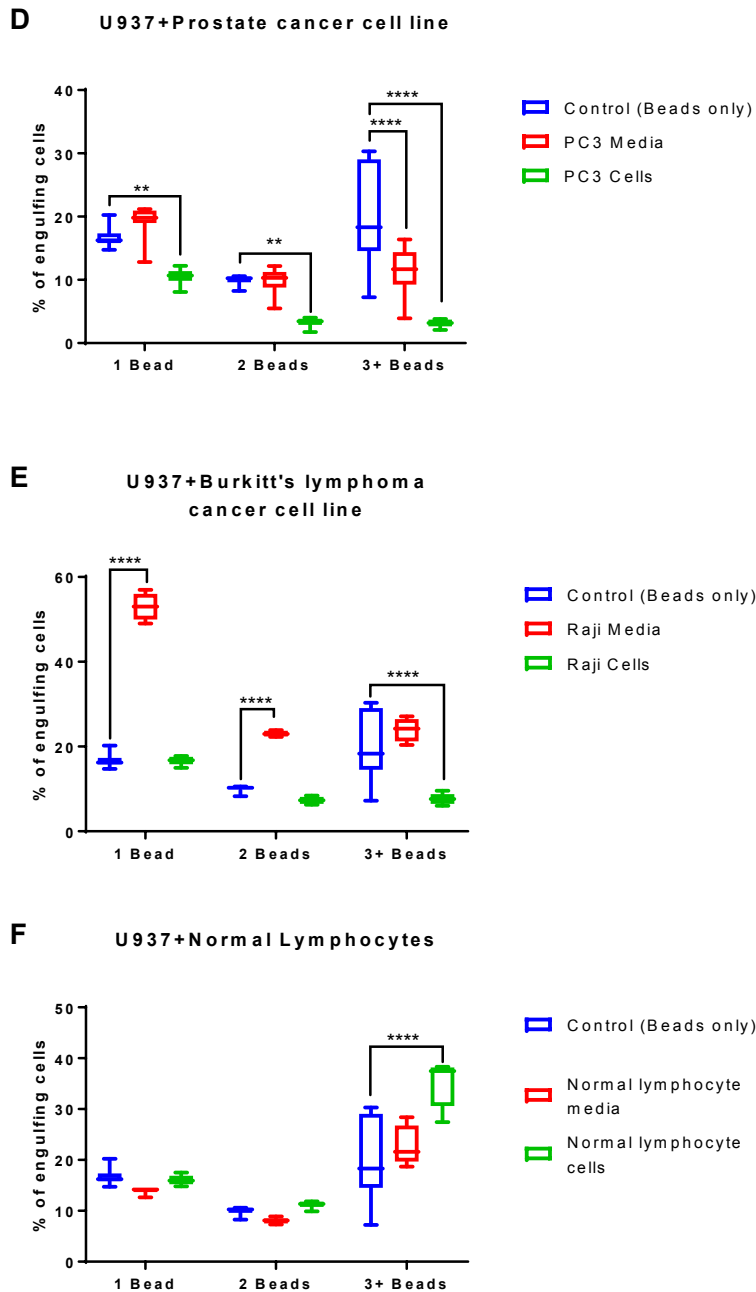 D
U937+Prostate cancer cell line
% of engulfing cells
40
30
20
10
0
**
**
****
****
1 Bead
2 Beads
3+ Beads
Control (Beads only)
PC3 Media
PC3 Cells
E
U937+Burkitt's lymphoma
cancer cell line
% of engulfing cells
60
40
20
0
****
****
****
1 Bead
2 Beads
3+ Beads
Control (Beads only)
Raji Media
Raji Cells
F
U937+Normal Lymphocytes
% of engulfing cells
50
40
30
20
10
0
****
1 Bead
2 Beads
3+ Beads
Control (Beads only)
Normal lymphocyte
media
Normal lymphocyte
cells